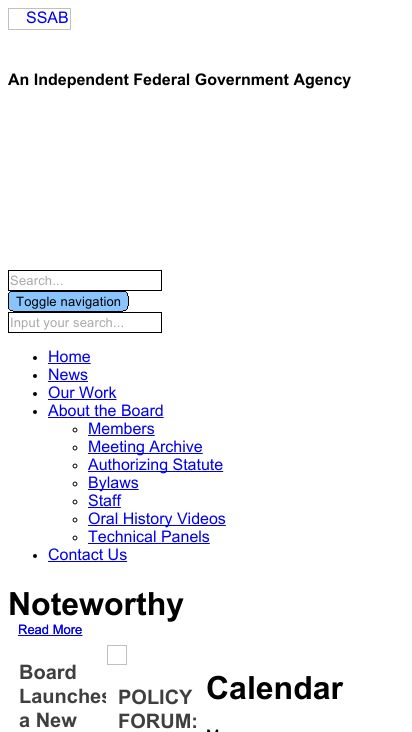 SSAB
An Independent Federal Government Agency
Search...
Toggle navigation
Input your search...
Home
News
Our Work
About the Board
Members
Meeting Archive
Authorizing Statute
Bylaws
Staff
Oral History Videos
Technical Panels
Contact Us
Noteworthy
Read More
Board
Launches
a New
POLICY
FORUM:
Calendar